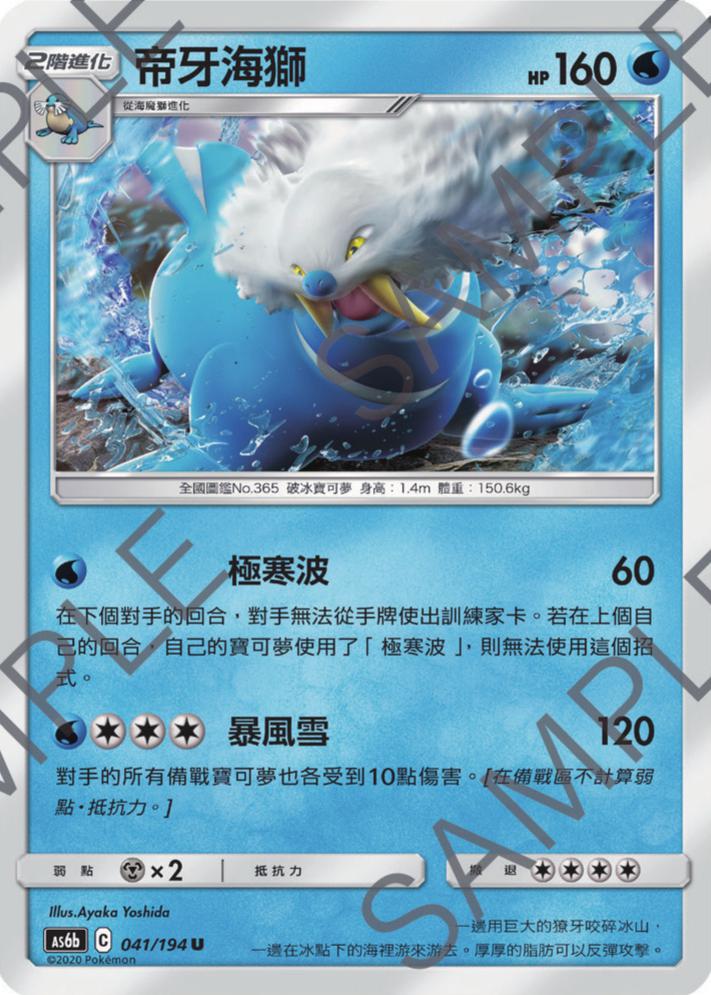 2階進化
帝牙海獅
HP 160
從海魔獅進化
全國圖鑑No.365 破冰寶可夢 身高：1.4m 體重：150.6kg
極寒波 60
在下個對手的回合，對手無法從手牌使出訓練家卡。若在上個自
己的回合，自己的寶可夢使用了「極寒波」，則無法使用這個招
式。
暴風雪 120
對手的所有備戰寶可夢也各受到10點傷害。[在備戰區不計算弱
點・抵抗力。]
弱點 ×2 抵抗力 撤退
Illus.Ayaka Yoshida
AS6b C 041/194 U
©2020 Pokémon
一邊用巨大的獠牙咬碎冰山，
一邊在冰點下的海裡游來游去。厚厚的脂肪可以反彈攻擊。
SAMPLE
SAMPLE
SAMPLE
SAMPLE
SAMPLE